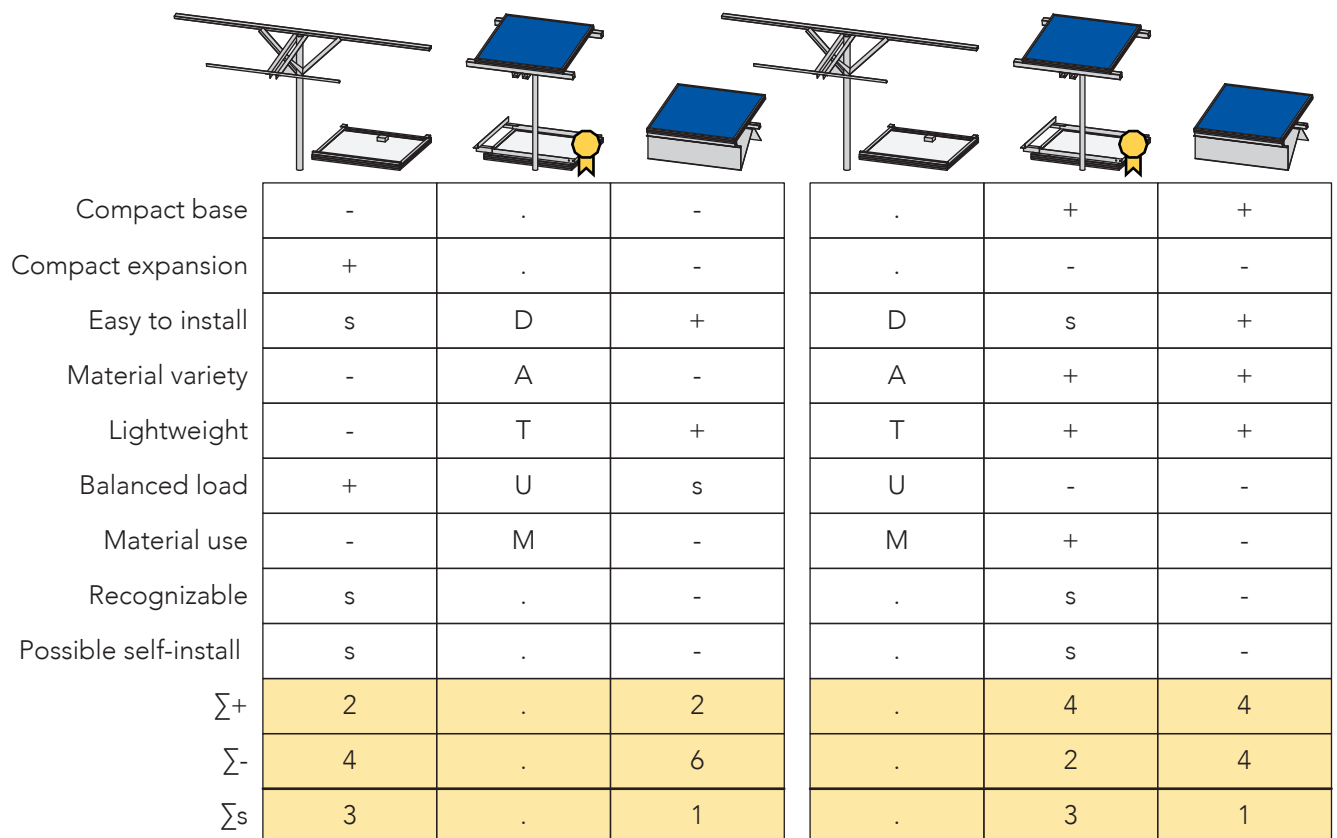 Compact base - . - . + +
Compact expansion + . - . - -
Easy to install s D + D s +
Material variety - A - A + +
Lightweight - T + T + +
Balanced load + U s U - -
Material use - M - M + -
Recognizable s . - . s -
Possible self-install s . - . s -
∑+ 2 . 2 . 4 4
∑- 4 . 6 . 2 4
∑s 3 . 1 . 3 1